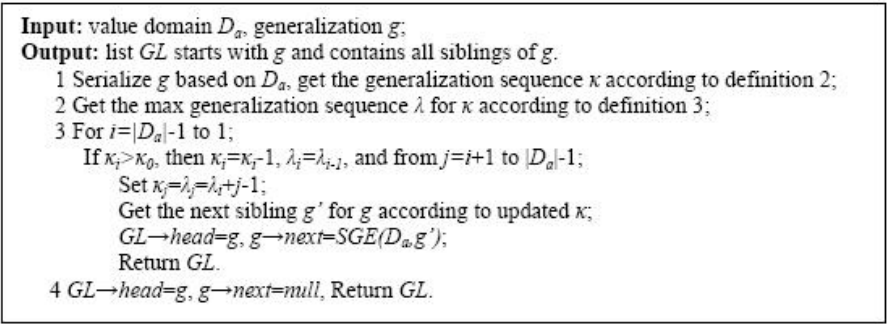 Input: value domain Dₐ, generalization g;
Output: list GL starts with g and contains all siblings of g.
1 Serialize g based on Dₐ, get the generalization sequence κ according to definition 2;
2 Get the max generalization sequence λ for κ according to definition 3;
3 For i=|Dₐ|-1 to 1;
If κᵢ>κ₀, then κᵢ=κᵢ-1, λᵢ=λᵢ₋₁, and from j=i+1 to |Dₐ|-1;
Set κⱼ=λⱼ=λᵢ+j-1;
Get the next sibling g’ for g according to updated κ;
GL→head=g, g→next=SGE(Dₐ,g’);
Return GL.
4 GL→head=g, g→next=null, Return GL.